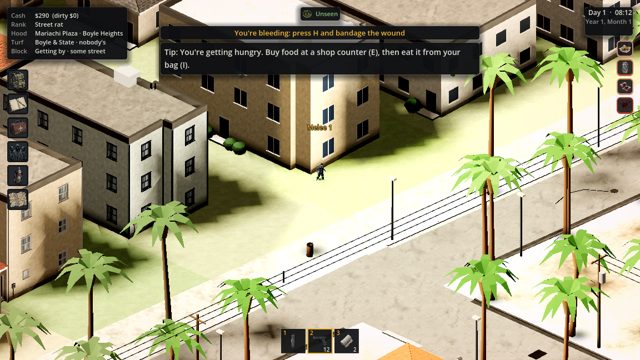 Cash $290 (dirty $0)
Rank Street rat
Hood Mariachi Plaza · Boyle Heights
Turf Boyle & State · nobody's
Block Getting by · some street
Unseen
You're bleeding: press H and bandage the wound
Tip: You're getting hungry. Buy food at a shop counter (E), then eat it from your
bag (I).
Day 1 · 08:12
Year 1, Month 1
1
2
12
3
2